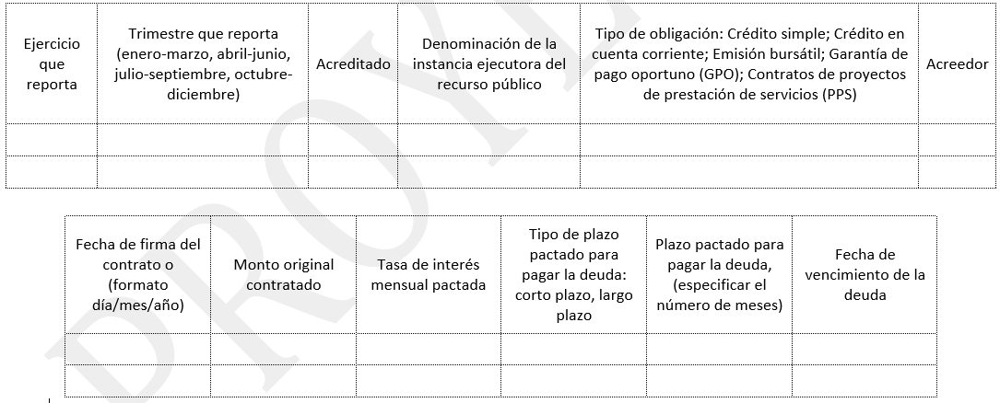 Ejercicio
que
reporta
Trimestre que reporta
(enero-marzo, abril-junio,
julio-septiembre, octubre-
diciembre)
Acreditado
Denominación de la
instancia ejecutora del
recurso público
Tipo de obligación: Crédito simple; Crédito en
cuenta corriente; Emisión bursátil; Garantía de
pago oportuno (GPO); Contratos de proyectos
de prestación de servicios (PPS)
Acreedor
Fecha de firma del
contrato o
(formato
día/mes/año)
Monto original
contratado
Tasa de interés
mensual pactada
Tipo de plazo
pactado para
pagar la deuda:
corto plazo, largo
plazo
Plazo pactado para
pagar la deuda,
(especificar el
número de meses)
Fecha de
vencimiento de la
deuda
PROYE